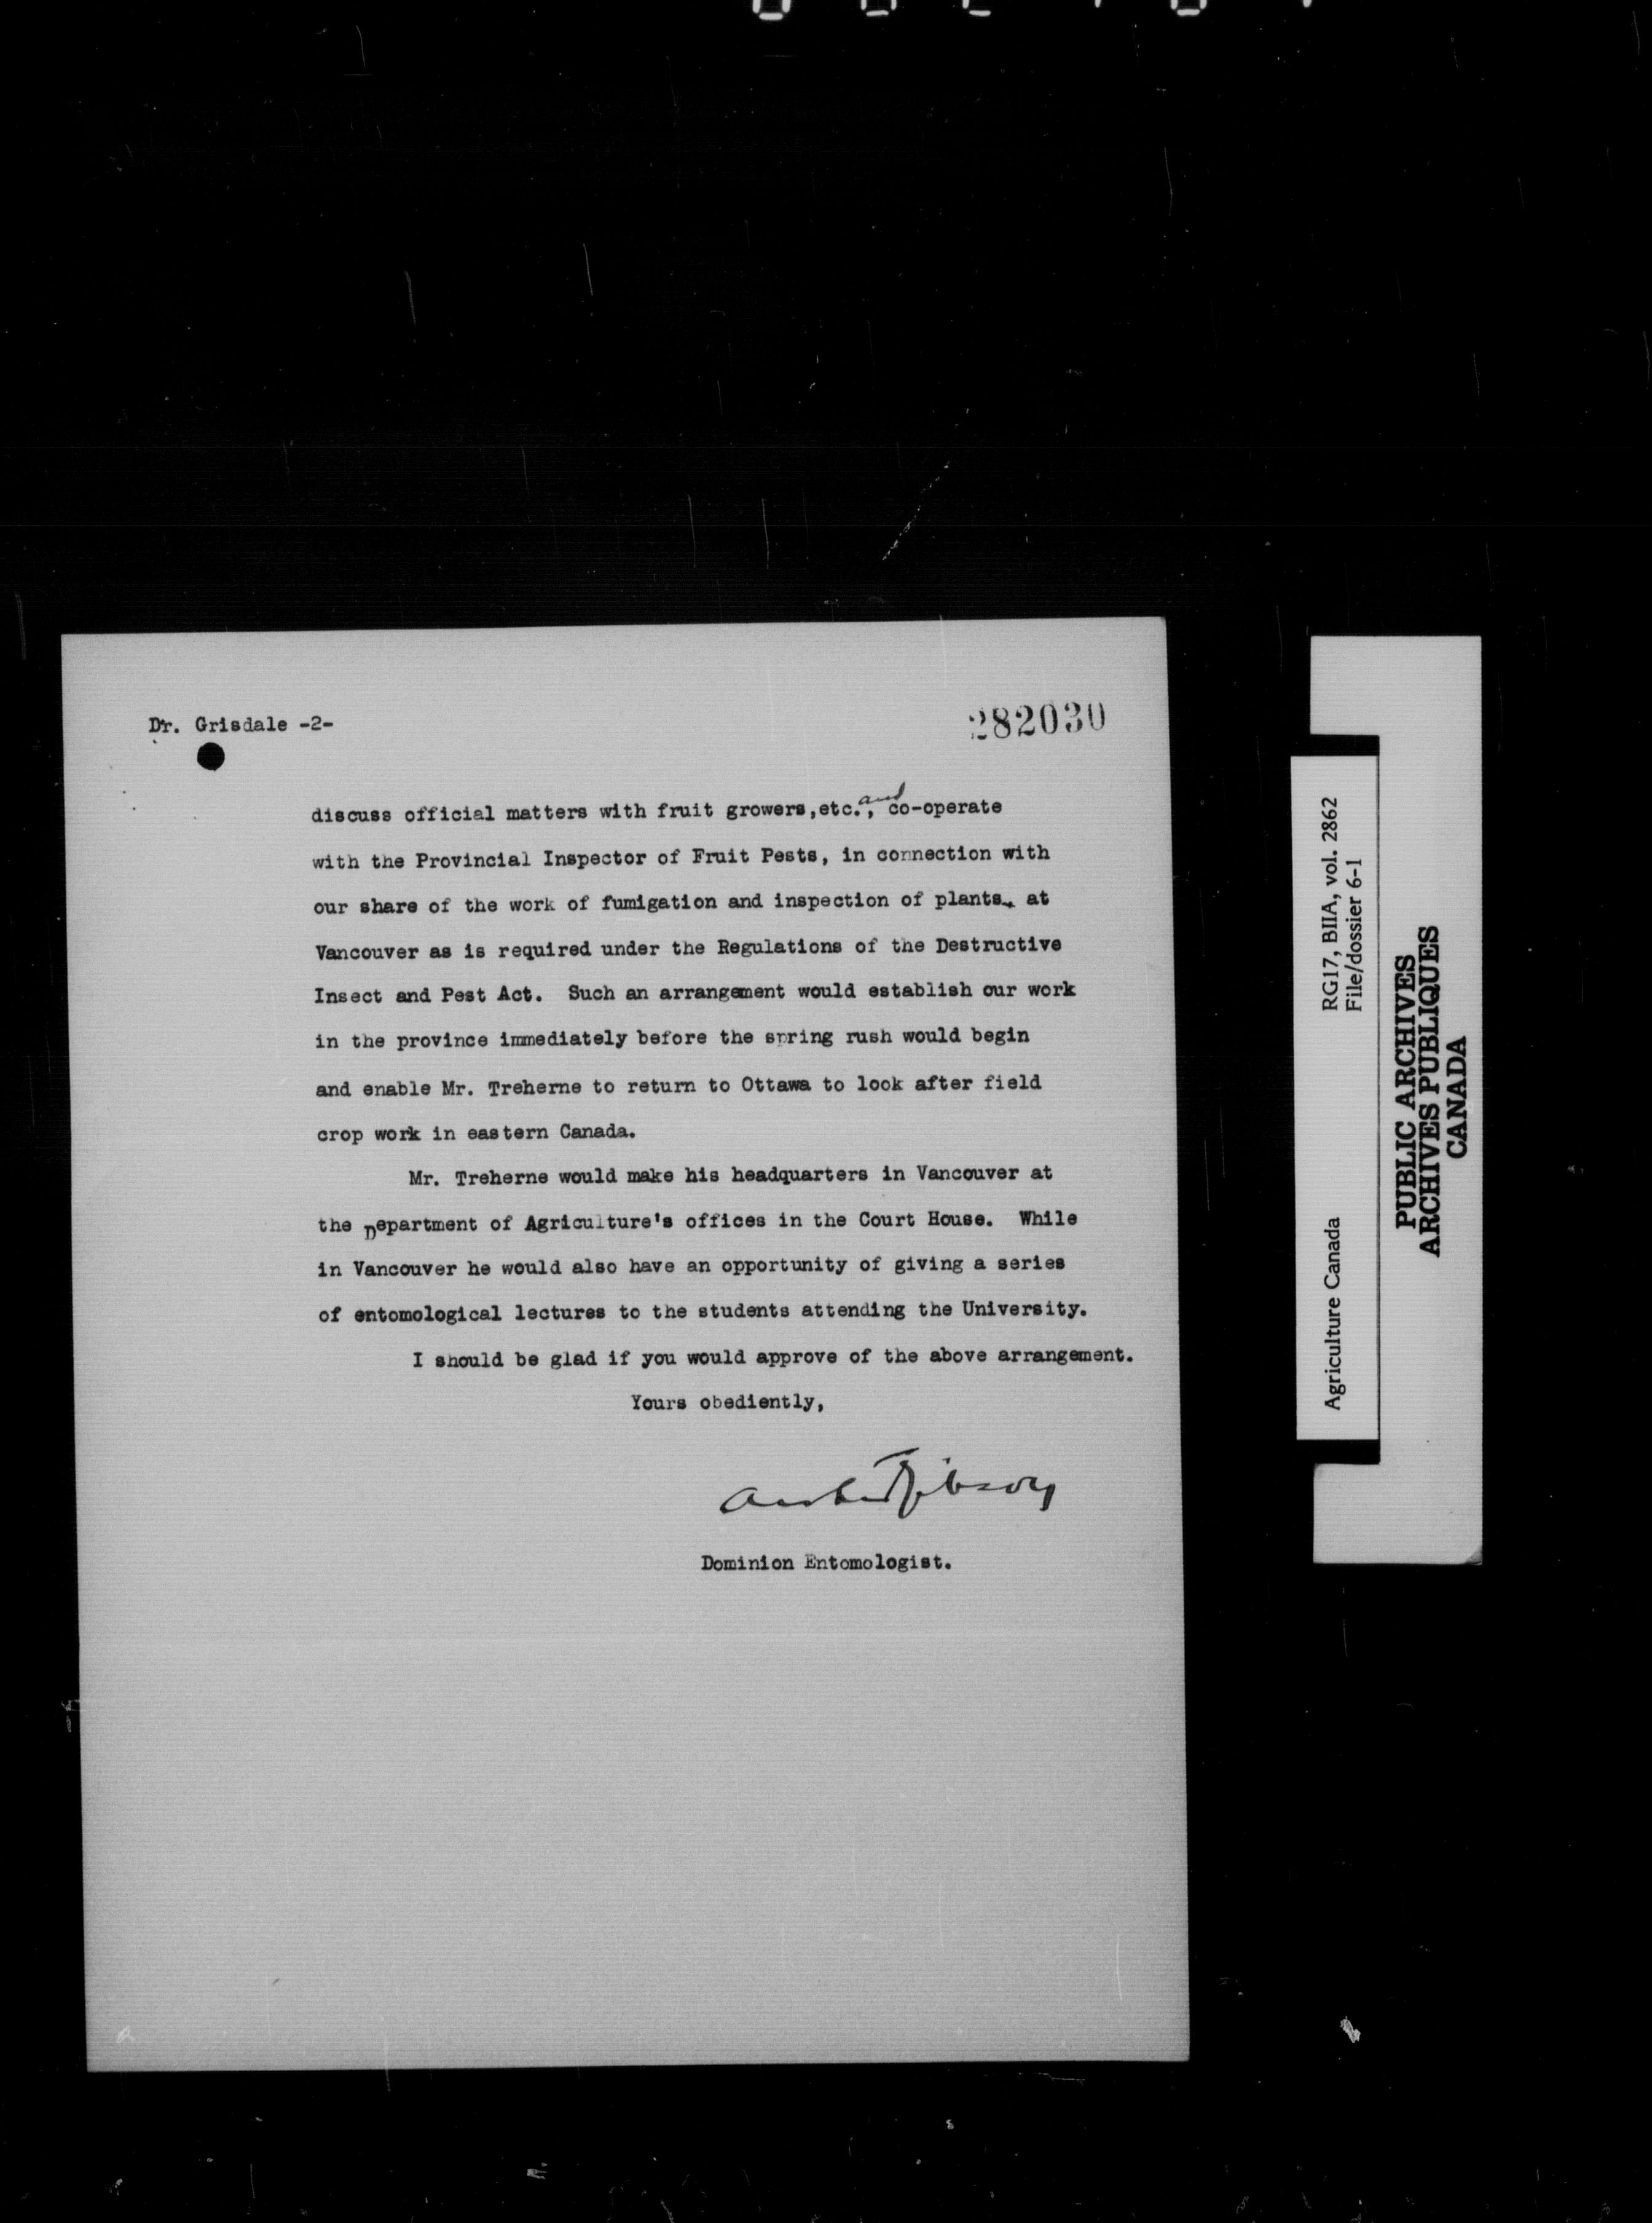 Dr. Grisdale -2-
282030
discuss official matters with fruit growers,etc., and co-operate
with the Provincial Inspector of Fruit Pests, in connection with
our share of the work of fumigation and inspection of plants. at
Vancouver as is required under the Regulations of the Destructive
Insect and Pest Act. Such an arrangement would establish our work
in the province immediately before the spring rush would begin
and enable Mr. Treherne to return to Ottawa to look after field
crop work in eastern Canada.
Mr. Treherne would make his headquarters in Vancouver at
the Department of Agriculture's offices in the Court House. While
in Vancouver he would also have an opportunity of giving a series
of entomological lectures to the students attending the University.
I should be glad if you would approve of the above arrangement.
Yours obediently,
Arthur Gibson
Dominion Entomologist.
Agriculture Canada RG17, BIIA, vol. 2862
File/dossier 6-1
PUBLIC ARCHIVES
ARCHIVES PUBLIQUES
CANADA